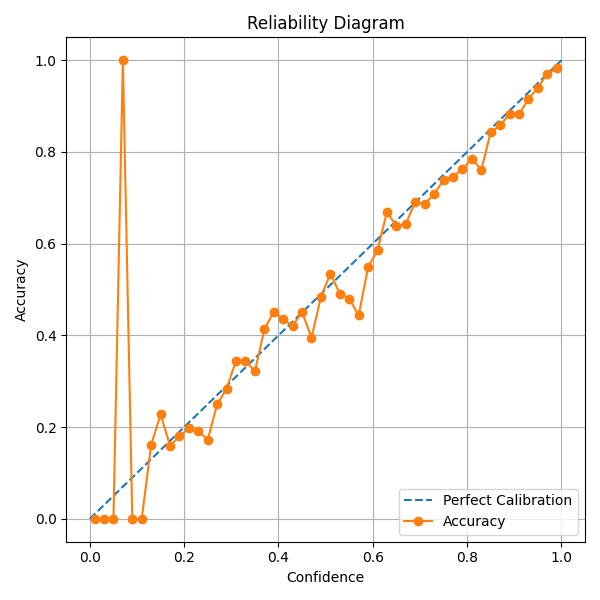 Reliability Diagram
1.0
0.8
0.6
0.4
0.2
0.0
Accuracy
Perfect Calibration
Accuracy
0.0 0.2 0.4 0.6 0.8 1.0
Confidence